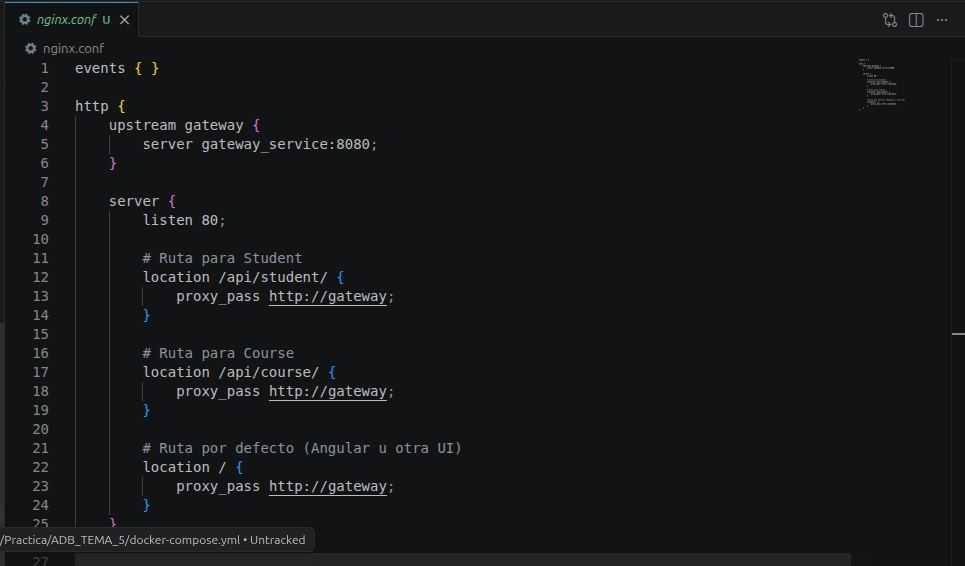 nginx.conf U
nginx.conf
1 events { }
2
3 http {
4 upstream gateway {
5 server gateway_service:8080;
6 }
7
8 server {
9 listen 80;
10
11 # Ruta para Student
12 location /api/student/ {
13 proxy_pass http://gateway;
14 }
15
16 # Ruta para Course
17 location /api/course/ {
18 proxy_pass http://gateway;
19 }
20
21 # Ruta por defecto (Angular u otra UI)
22 location / {
23 proxy_pass http://gateway;
24 }
25 }
/Practica/ADB_TEMA_5/docker-compose.yml • Untracked
27